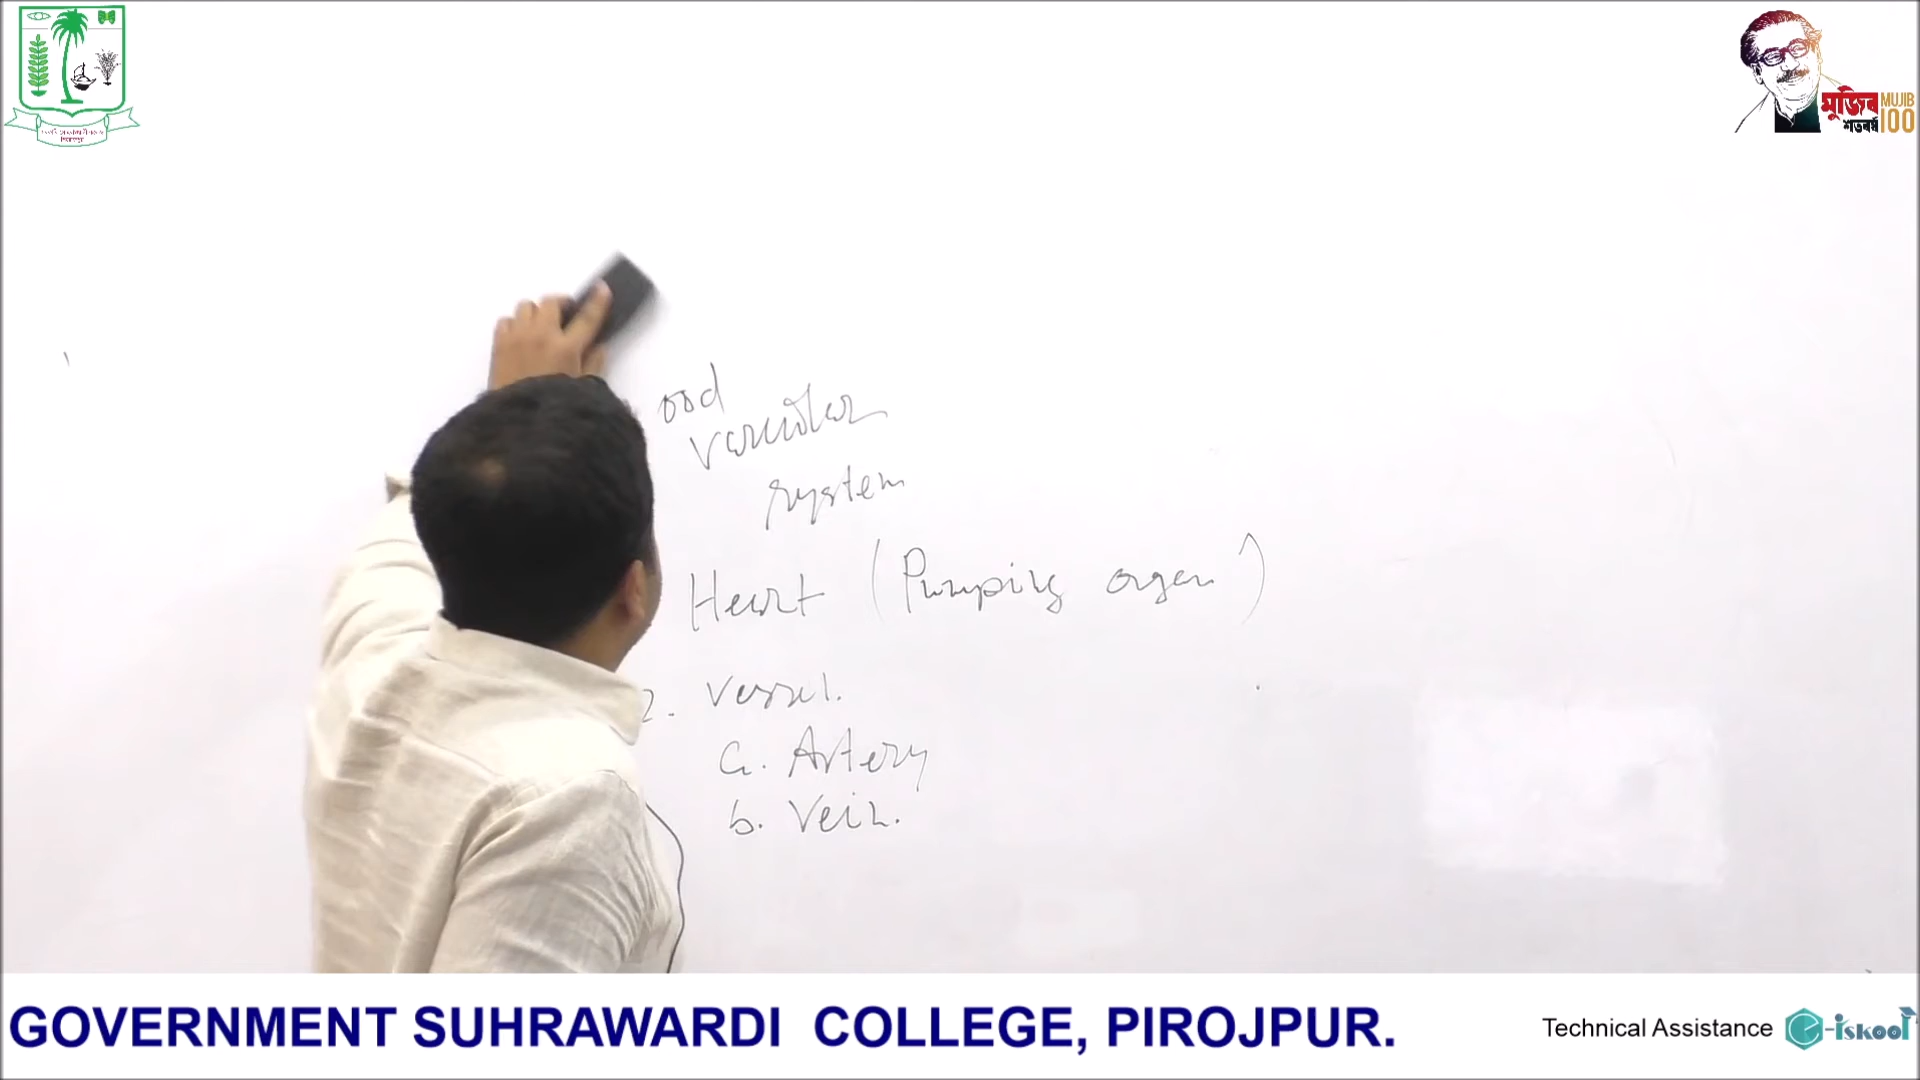 ood
vascular
system
Heart (Pumping organ)
2. Vessel.
a. Artery
b. Vein.
মুজিব
শতবর্ষ
MUJIB
100
GOVERNMENT SUHRAWARDI COLLEGE, PIROJPUR.
Technical Assistance e-iskool